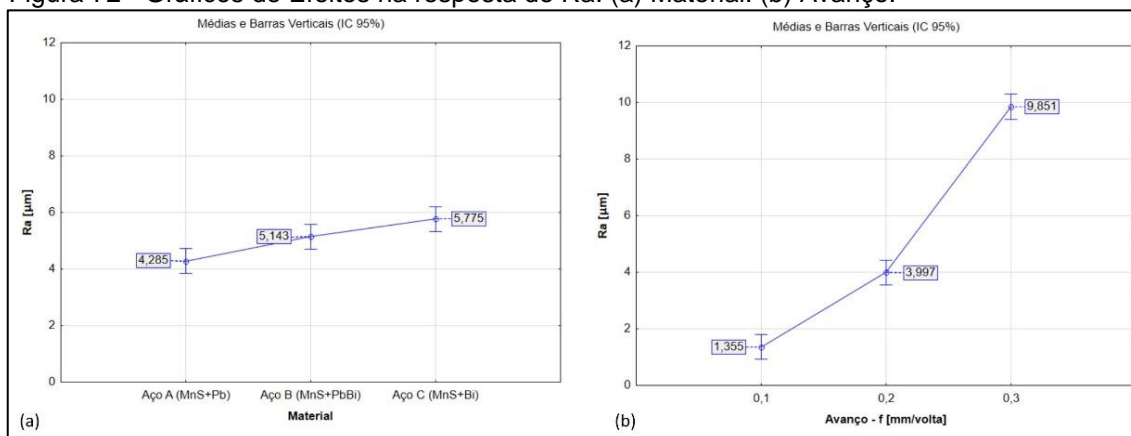 Figura 72 - Gráficos de Efeitos na resposta de Ra: (a) Material. (b) Avanço.
Médias e Barras Verticais (IC 95%)
12
10
8
6
4
2
0
Ra [µm]
4,285
5,143
5,775
Aço A (MnS+Pb) Aço B (MnS+PbBi) Aço C (MnS+Bi)
Material
(a)
Médias e Barras Verticais (IC 95%)
12
10
8
6
4
2
0
Ra [µm]
1,355
3,997
9,851
0,1 0,2 0,3
Avanço - f [mm/volta]
(b)